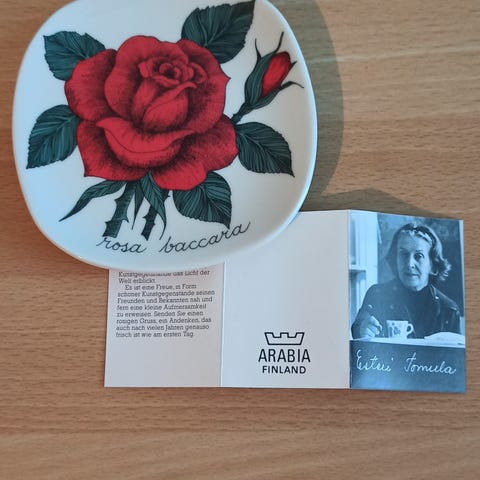 rosa baccara
Kunstgegenstände das Licht der
Welt erblickt.
Es ist eine Freue, in Form
schöner Kunstgegenstände seinen
Freunden und Bekannten nah und
fern eine kleine Aufmerksamkeit
zu erweisen. Senden Sie einen
rosigen Gruss, ein Andenken, das
auch nach vielen Jahren genauso
frisch ist wie am ersten Tag.
ARABIA
FINLAND
Esteri Tomula